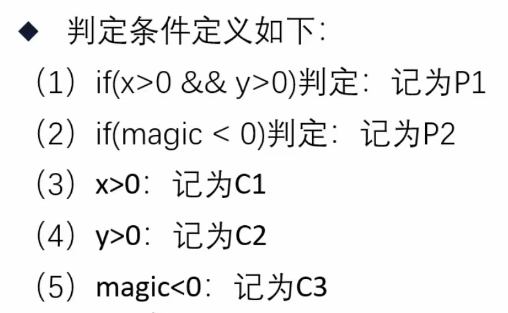 ◆ 判定条件定义如下：
（1）if(x>0 && y>0)判定：记为P1
（2）if(magic < 0)判定：记为P2
（3）x>0：记为C1
（4）y>0：记为C2
（5）magic<0：记为C3